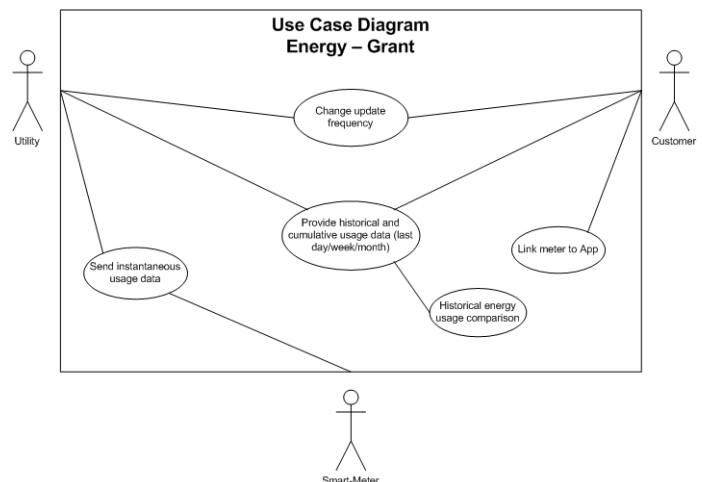 Use Case Diagram
Energy – Grant
Utility
Customer
Change update
frequency
Provide historical and
cumulative usage data (last
day/week/month)
Link meter to App
Send instantaneous
usage data
Historical energy
usage comparison
Smart-Meter